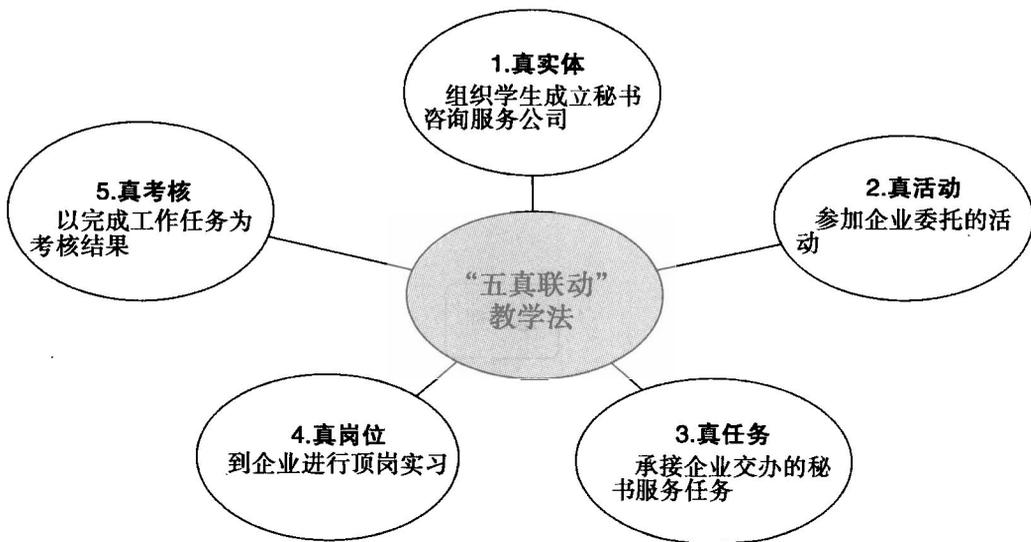 1.真实体
组织学生成立秘书
咨询服务公司
2.真活动
参加企业委托的活
动
3.真任务
承接企业交办的秘
书服务任务
4.真岗位
到企业进行顶岗实习
5.真考核
以完成工作任务为
考核结果
“五真联动”
教学法